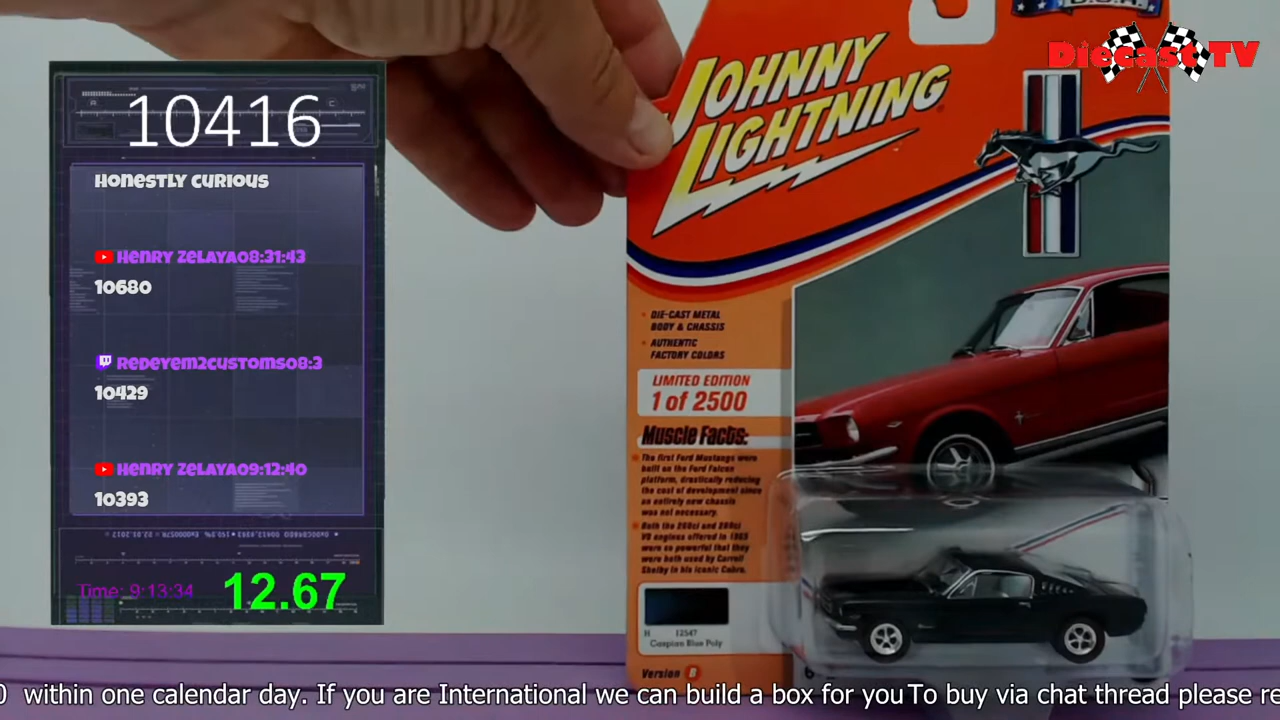 10416
Honestly Curious
Henry Zelaya08:31:43
10680
RedEyeM2Customs08:3
10429
Henry Zelaya09:12:40
10393
Time: 9:13:34
12.67
Diecast TV
JOHNNY
LIGHTNING
DIE-CAST METAL
BODY & CHASSIS
AUTHENTIC
FACTORY COLORS
LIMITED EDITION
1 of 2500
Muscle Facts:
The first Ford Mustangs were
built on the Ford Falcon
platform, drastically reducing
the cost of development since
an entirely new chassis
was not necessary.
Both the 260ci and 289ci
V8 engines offered in 1965
were so powerful that they
were both used by Carroll
Shelby in his iconic Cobra.
12547
Caspian Blue Poly
Version B
within one calendar day. If you are International we can build a box for you To buy via chat thread please re